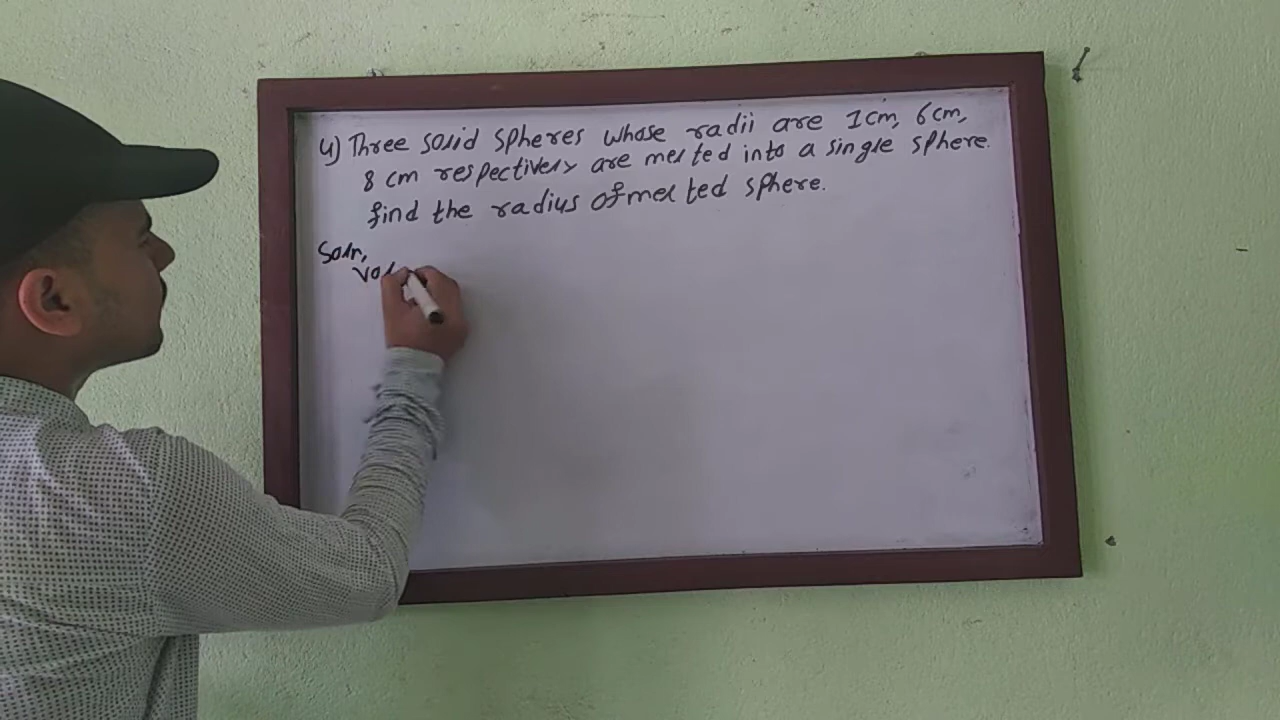 4) Three solid spheres whose radii are 1cm, 6cm,
8 cm respectively are melted into a single sphere.
find the radius of melted sphere.
Soln,
Vol